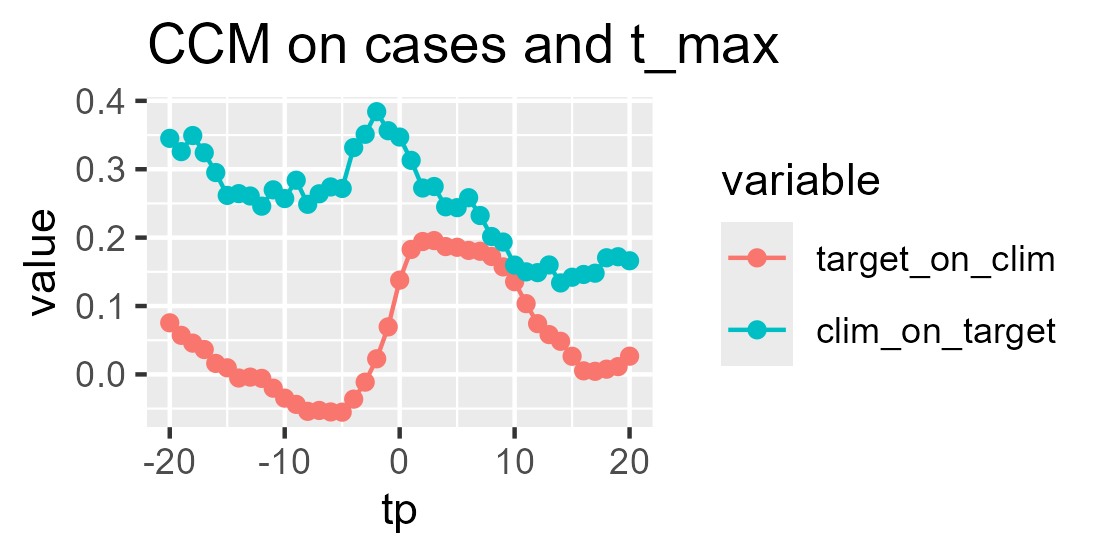 CCM on cases and t_max
0.4
0.3
0.2
0.1
0.0
value
-20 -10 0 10 20
tp
variable
target_on_clim
clim_on_target